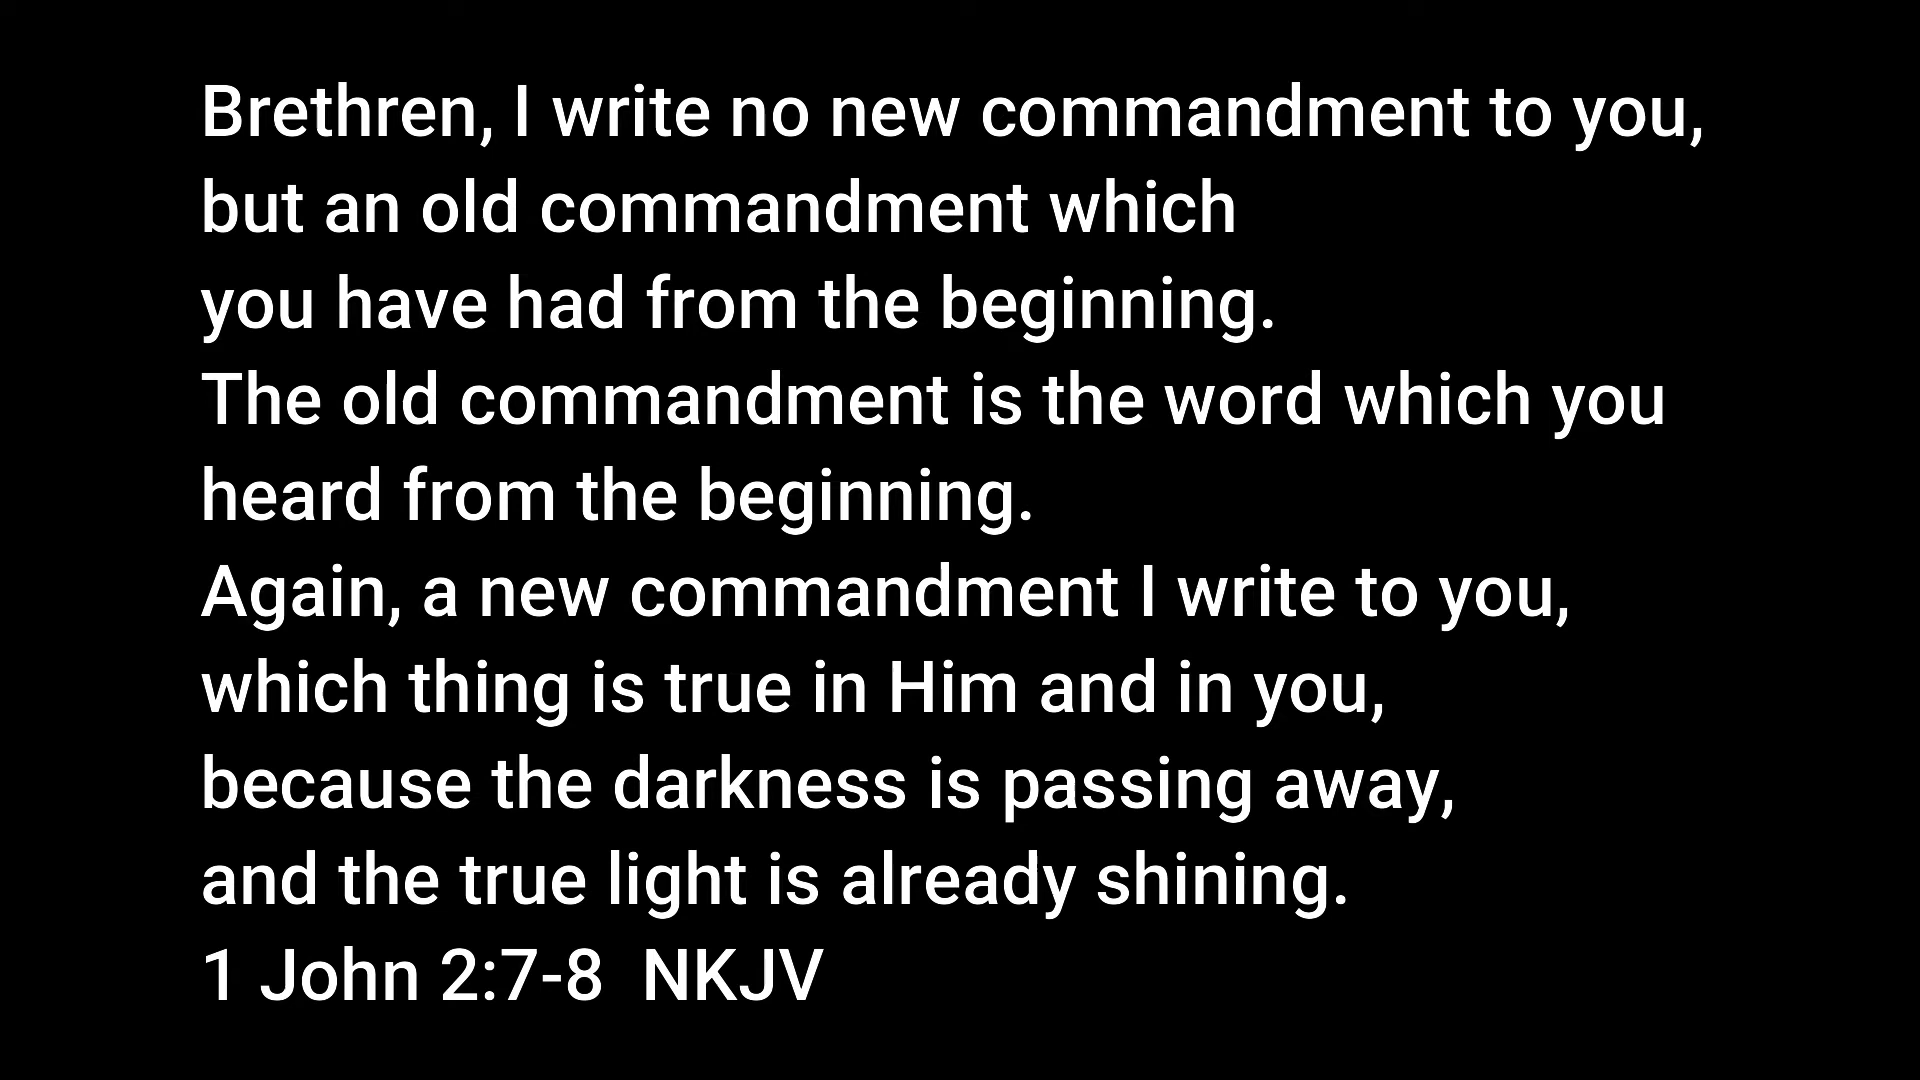 Brethren, I write no new commandment to you,
but an old commandment which
you have had from the beginning.
The old commandment is the word which you
heard from the beginning.
Again, a new commandment I write to you,
which thing is true in Him and in you,
because the darkness is passing away,
and the true light is already shining.
1 John 2:7-8  NKJV